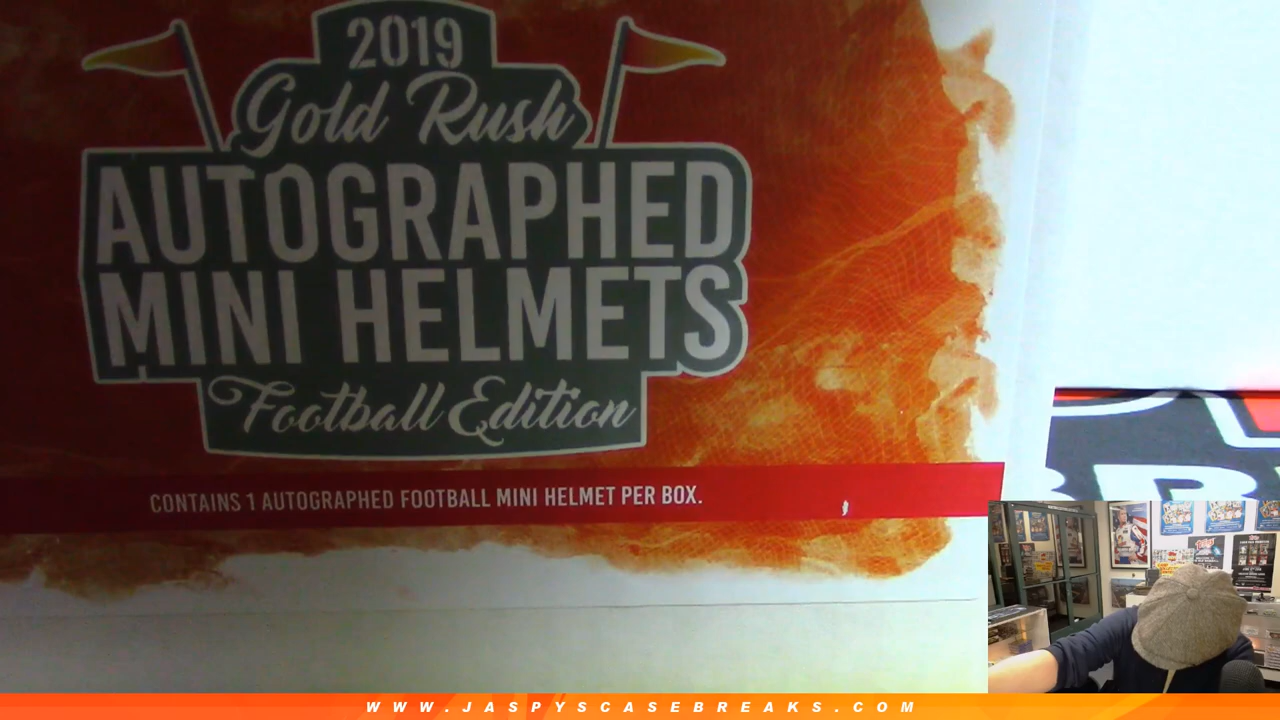 2019
Gold Rush
AUTOGRAPHED
MINI HELMETS
Football Edition
CONTAINS 1 AUTOGRAPHED FOOTBALL MINI HELMET PER BOX.
WWW.JASPYSCASEBREAKS.COM